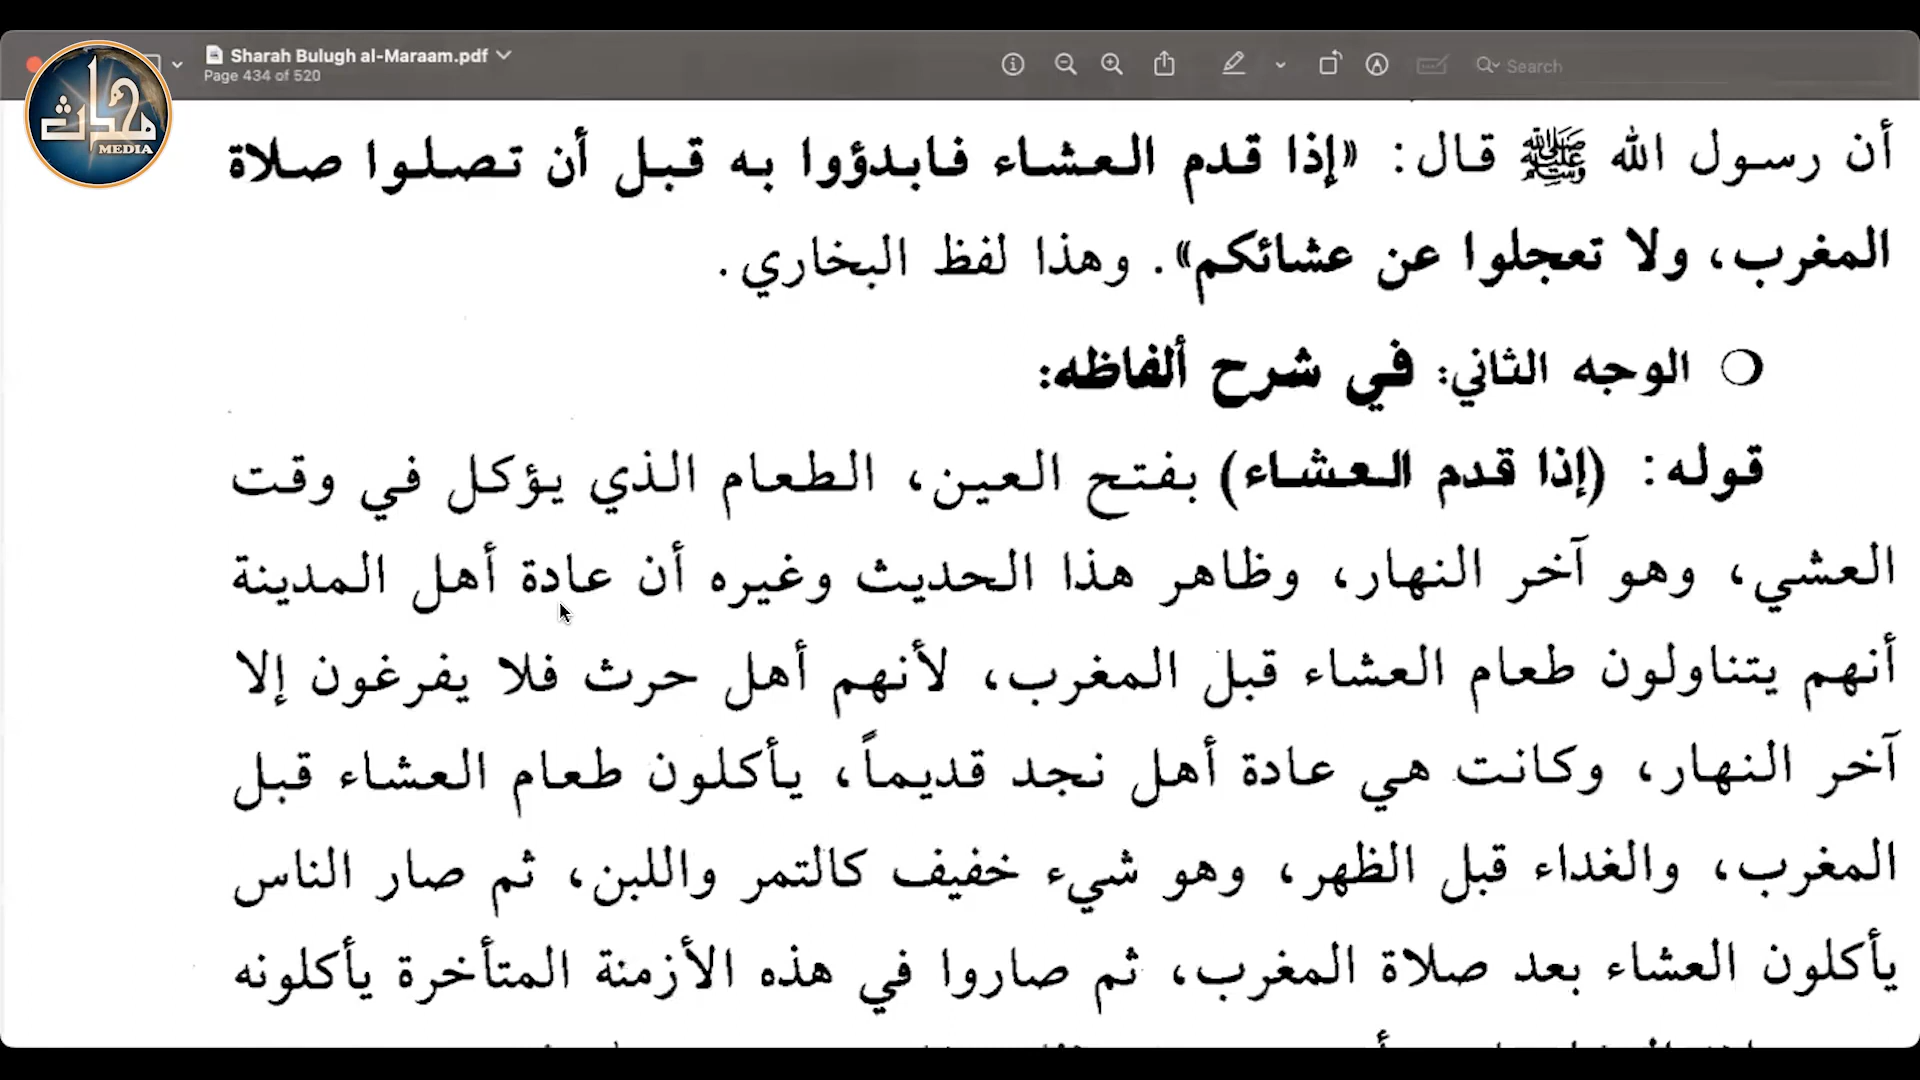 Sharah Bulugh al-Maraam.pdf
Page 434 of 520
Search
محدث
MEDIA
أن رسول الله ﷺ قال: «إذا قدم العشاء فابدؤوا به قبل أن تصلوا صلاة
المغرب، ولا تعجلوا عن عشائكم». وهذا لفظ البخاري.
○ الوجه الثاني: في شرح ألفاظه:
قوله: (إذا قدم العشاء) بفتح العين، الطعام الذي يؤكل في وقت
العشي، وهو آخر النهار، وظاهر هذا الحديث وغيره أن عادة أهل المدينة
أنهم يتناولون طعام العشاء قبل المغرب، لأنهم أهل حرث فلا يفرغون إلا
آخر النهار، وكانت هي عادة أهل نجد قديماً، يأكلون طعام العشاء قبل
المغرب، والغداء قبل الظهر، وهو شيء خفيف كالتمر واللبن، ثم صار الناس
يأكلون العشاء بعد صلاة المغرب، ثم صاروا في هذه الأزمنة المتأخرة يأكلونه